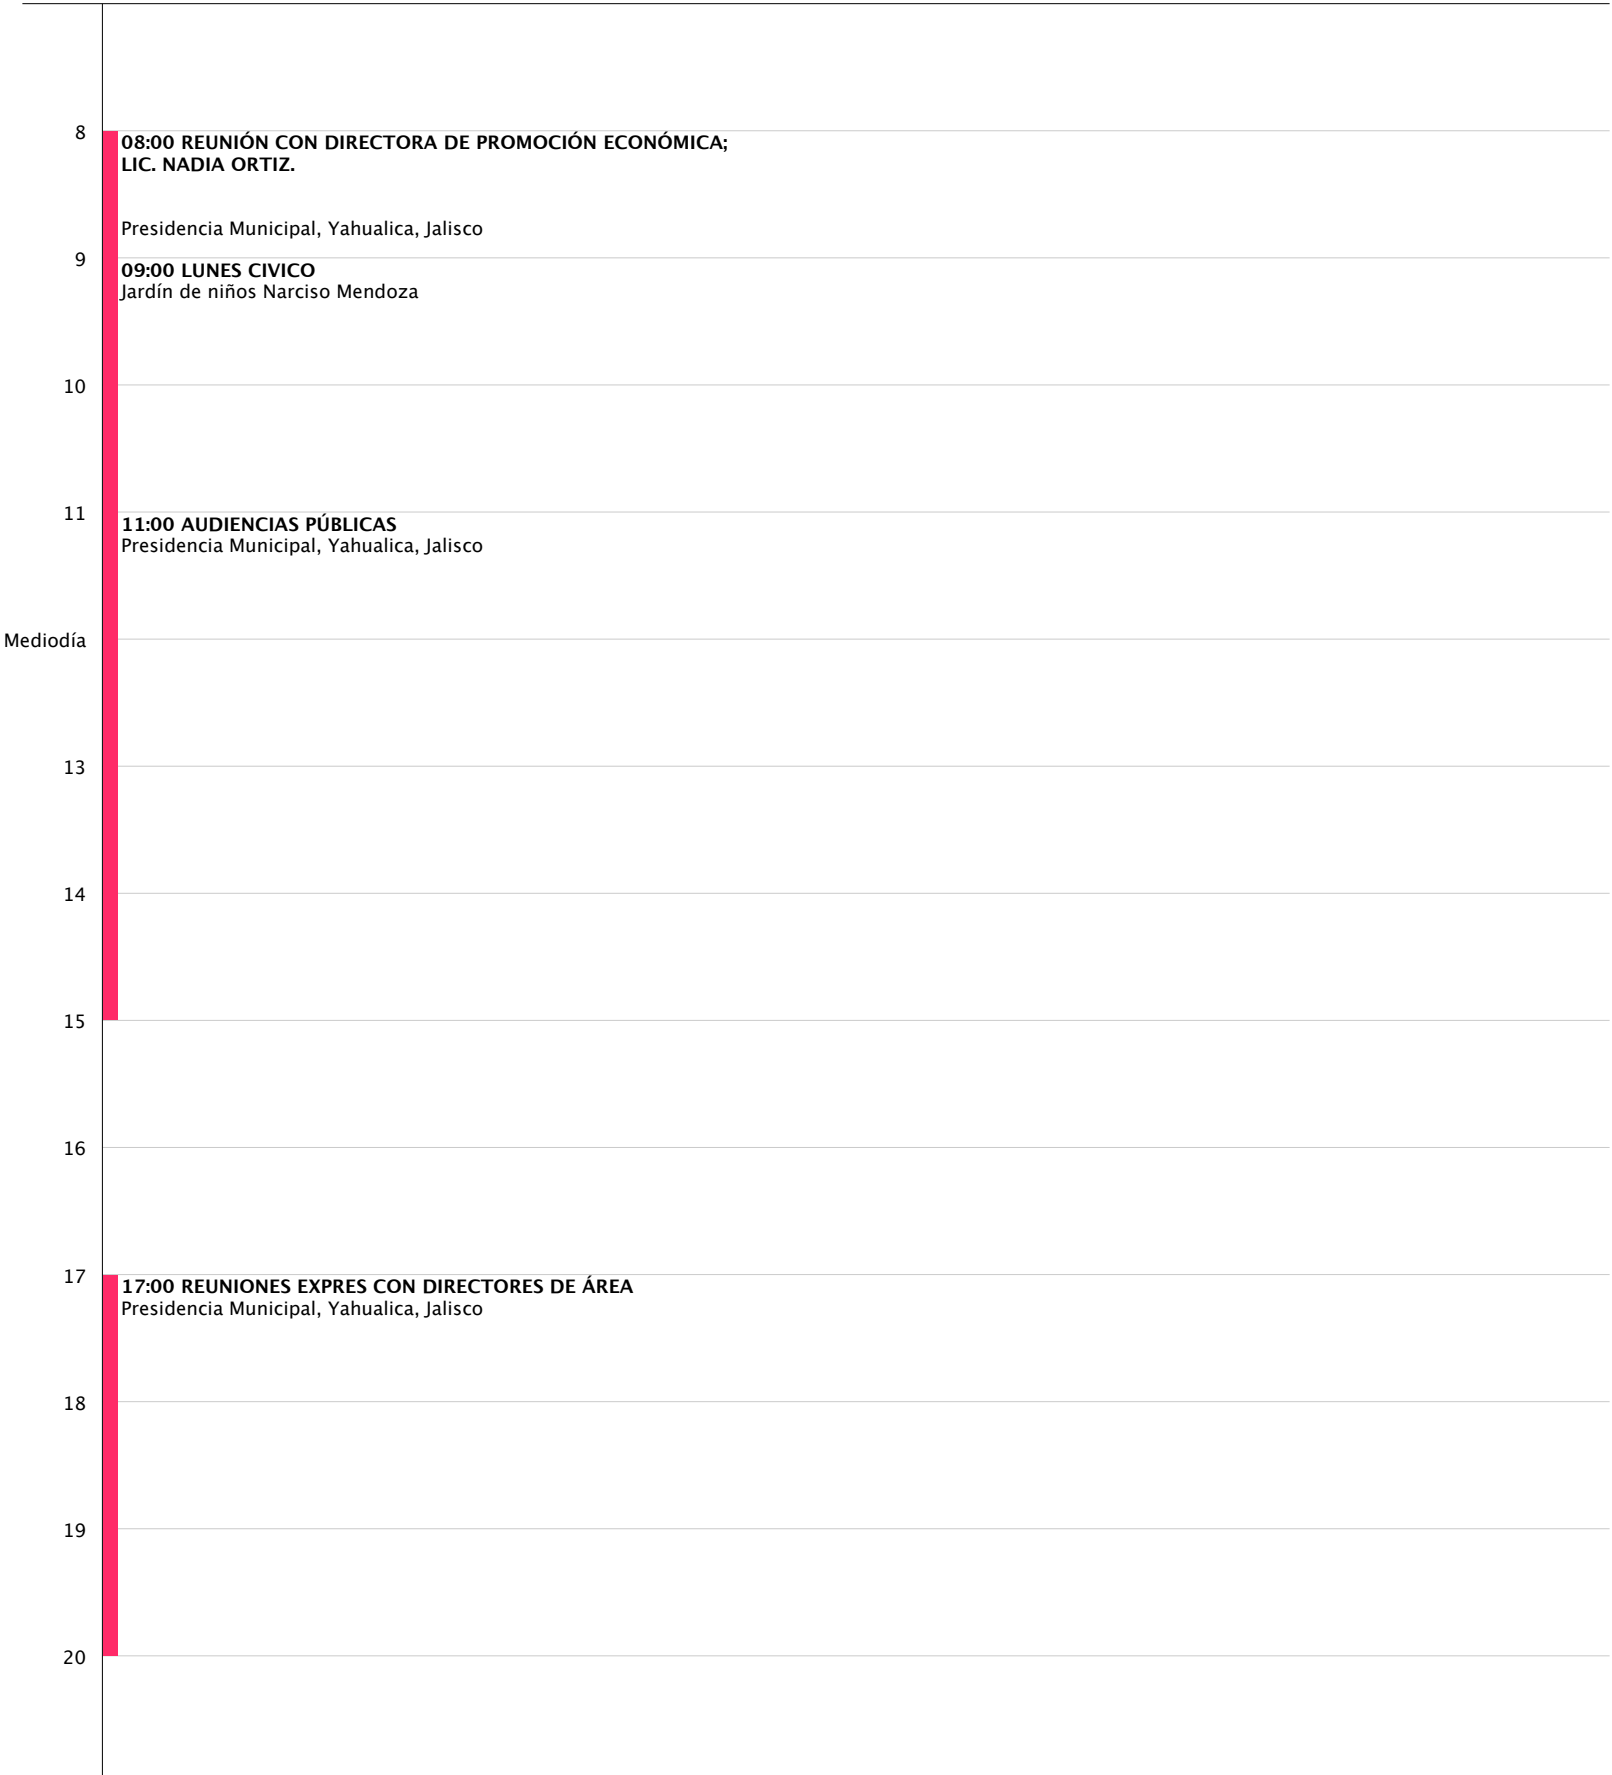 8
08:00 REUNIÓN CON DIRECTORA DE PROMOCIÓN ECONÓMICA;
LIC. NADIA ORTIZ.
Presidencia Municipal, Yahualica, Jalisco
9
09:00 LUNES CIVICO
Jardín de niños Narciso Mendoza
10
11
11:00 AUDIENCIAS PÚBLICAS
Presidencia Municipal, Yahualica, Jalisco
Mediodía
13
14
15
16
17
17:00 REUNIONES EXPRES CON DIRECTORES DE ÁREA
Presidencia Municipal, Yahualica, Jalisco
18
19
20